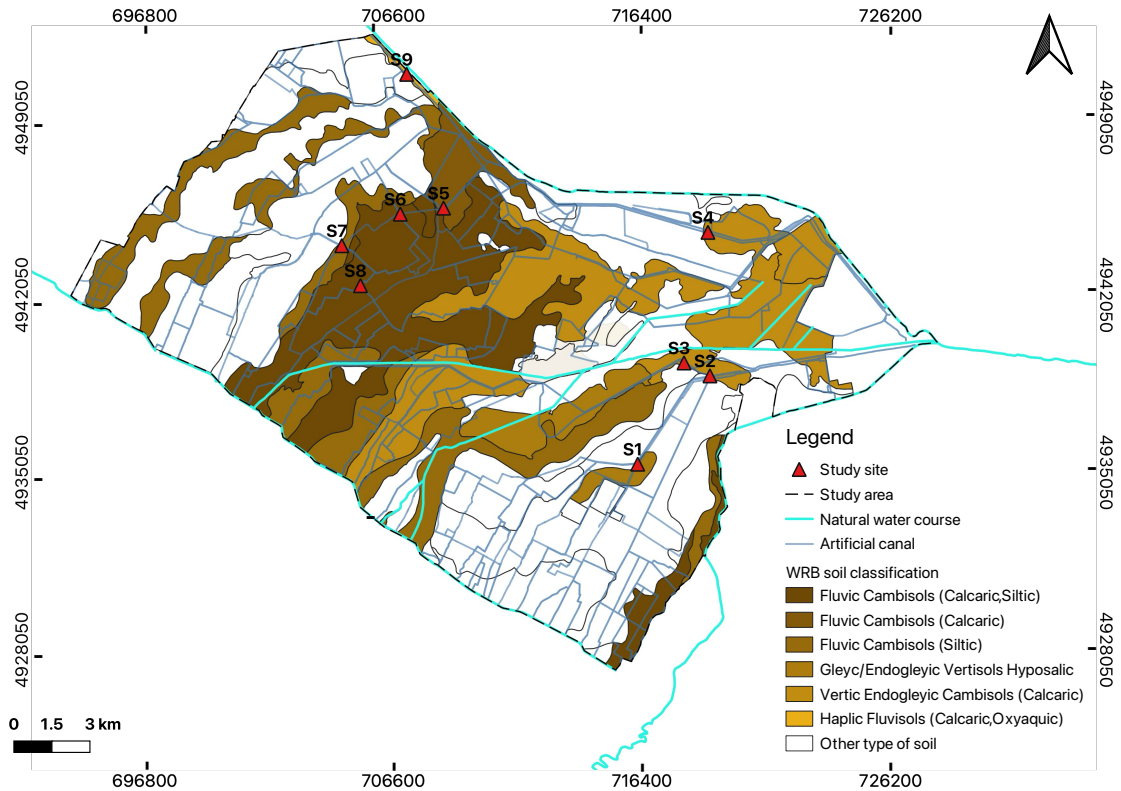 696800 706600 716400 726200
S9
4949050 4949050
S5
S6
S4
S7
S8
4942050 4942050
S3
S2
S1
4935050 4935050
Legend
Study site
Study area
Natural water course
Artificial canal
WRB soil classification
Fluvic Cambisols (Calcaric,Siltic)
Fluvic Cambisols (Calcaric)
Fluvic Cambisols (Siltic)
Gleyc/Endogleyic Vertisols Hyposalic
Vertic Endogleyic Cambisols (Calcaric)
Haplic Fluvisols (Calcaric,Oxyaquic)
Other type of soil
4928050 4928050
0 1.5 3 km
696800 706600 716400 726200